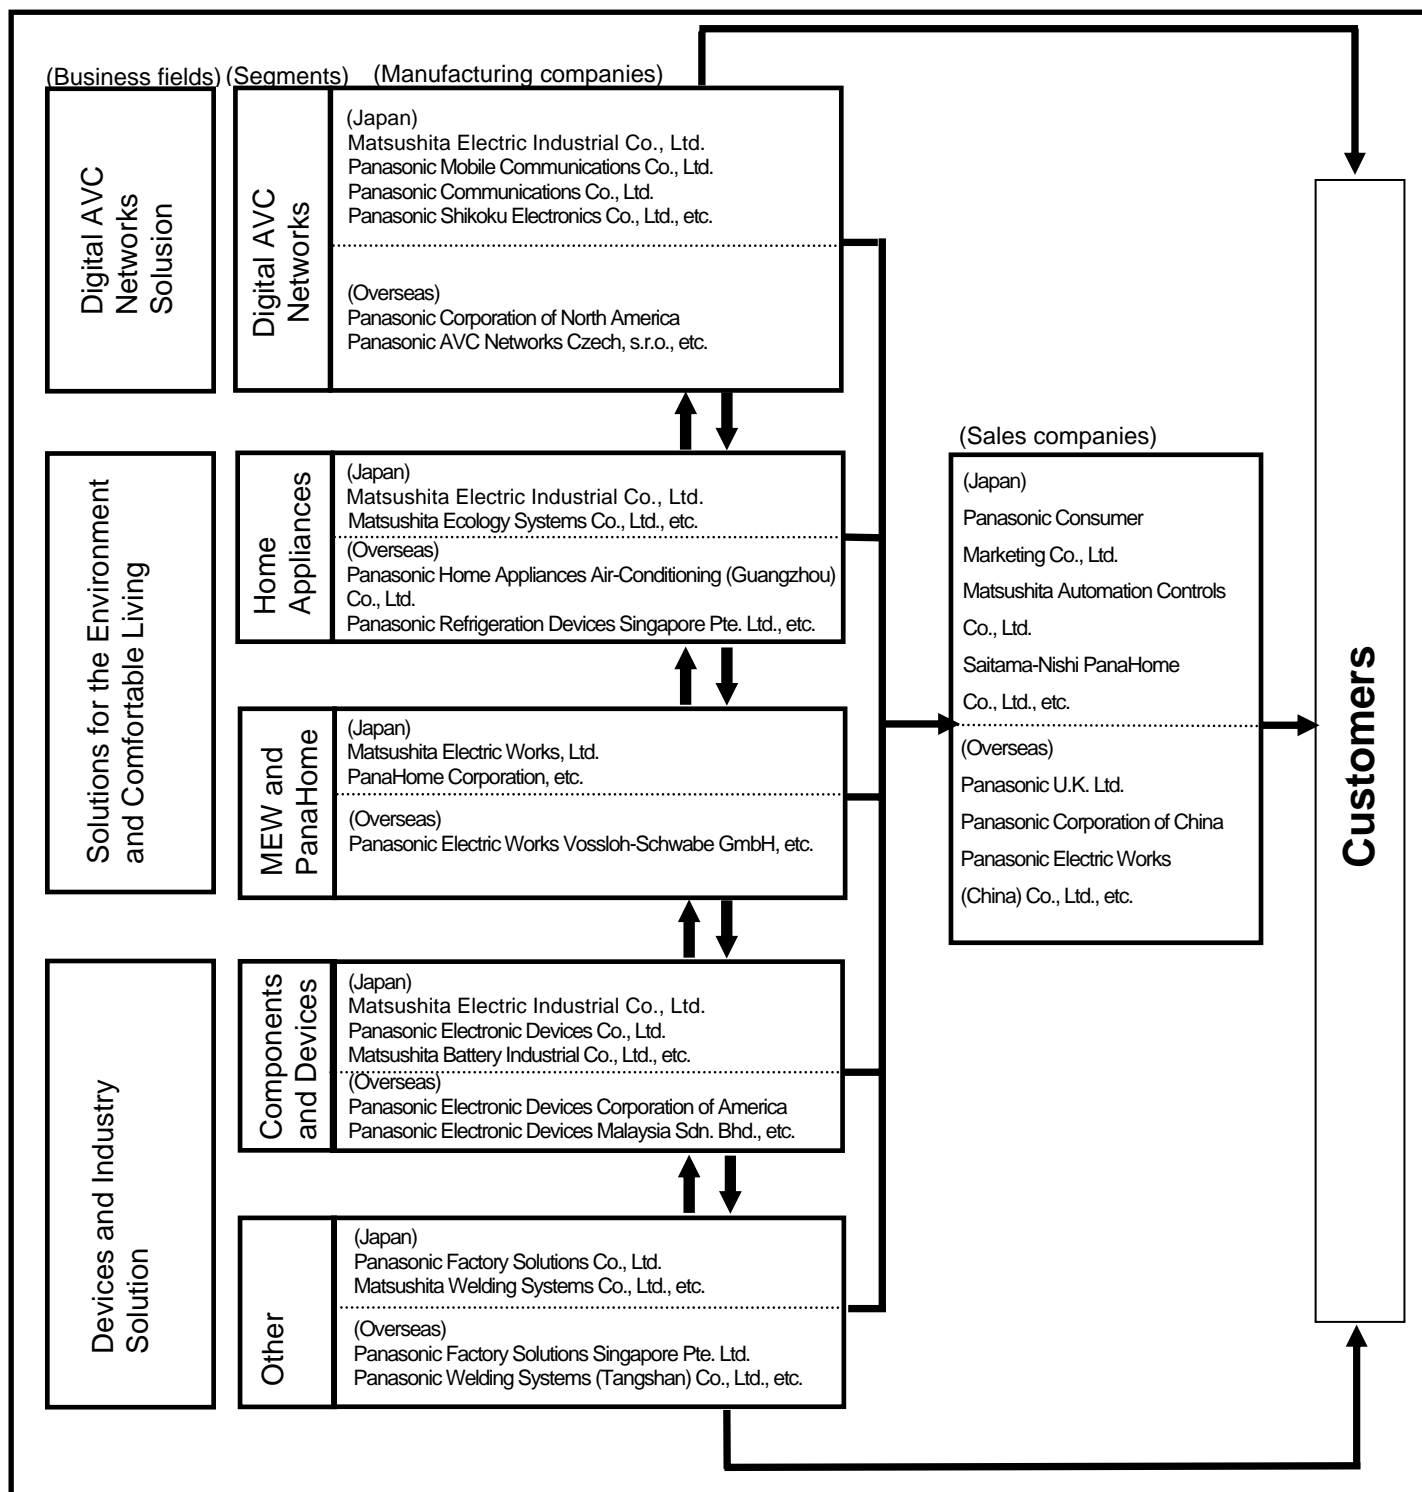 (Business fields) (Segments) (Manufacturing companies)
Digital AVC
Networks
Solusion
Digital AVC
Networks
(Japan)
Matsushita Electric Industrial Co., Ltd.
Panasonic Mobile Communications Co., Ltd.
Panasonic Communications Co., Ltd.
Panasonic Shikoku Electronics Co., Ltd., etc.
(Overseas)
Panasonic Corporation of North America
Panasonic AVC Networks Czech, s.r.o., etc.
Solutions for the Environment
and Comfortable Living
Home
Appliances
(Japan)
Matsushita Electric Industrial Co., Ltd.
Matsushita Ecology Systems Co., Ltd., etc.
(Overseas)
Panasonic Home Appliances Air-Conditioning (Guangzhou)
Co., Ltd.
Panasonic Refrigeration Devices Singapore Pte. Ltd., etc.
MEW and
PanaHome
(Japan)
Matsushita Electric Works, Ltd.
PanaHome Corporation, etc.
(Overseas)
Panasonic Electric Works Vossloh-Schwabe GmbH, etc.
Devices and Industry
Solution
Components
and Devices
(Japan)
Matsushita Electric Industrial Co., Ltd.
Panasonic Electronic Devices Co., Ltd.
Matsushita Battery Industrial Co., Ltd., etc.
(Overseas)
Panasonic Electronic Devices Corporation of America
Panasonic Electronic Devices Malaysia Sdn. Bhd., etc.
Other
(Japan)
Panasonic Factory Solutions Co., Ltd.
Matsushita Welding Systems Co., Ltd., etc.
(Overseas)
Panasonic Factory Solutions Singapore Pte. Ltd.
Panasonic Welding Systems (Tangshan) Co., Ltd., etc.
(Sales companies)
(Japan)
Panasonic Consumer
Marketing Co., Ltd.
Matsushita Automation Controls
Co., Ltd.
Saitama-Nishi PanaHome
Co., Ltd., etc.
(Overseas)
Panasonic U.K. Ltd.
Panasonic Corporation of China
Panasonic Electric Works
(China) Co., Ltd., etc.
Customers